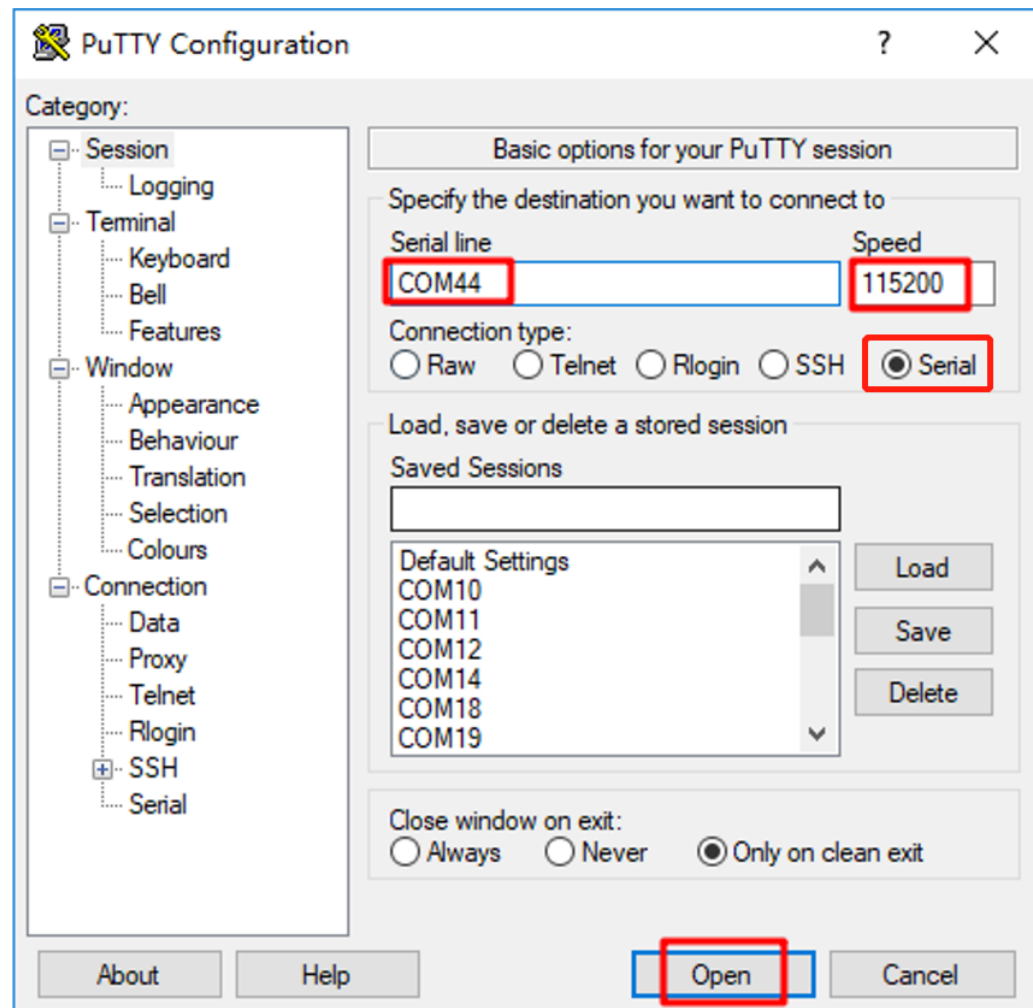 PuTTY Configuration
?
Category:
Session
Logging
Terminal
Keyboard
Bell
Features
Window
Appearance
Behaviour
Translation
Selection
Colours
Connection
Data
Proxy
Telnet
Rlogin
SSH
Serial
Basic options for your PuTTY session
Specify the destination you want to connect to
Serial line Speed
COM44 115200
Connection type:
Raw Telnet Rlogin SSH Serial
Load, save or delete a stored session
Saved Sessions
Default Settings
COM10
COM11
COM12
COM14
COM18
COM19
Load
Save
Delete
Close window on exit:
Always Never Only on clean exit
About Help Open Cancel